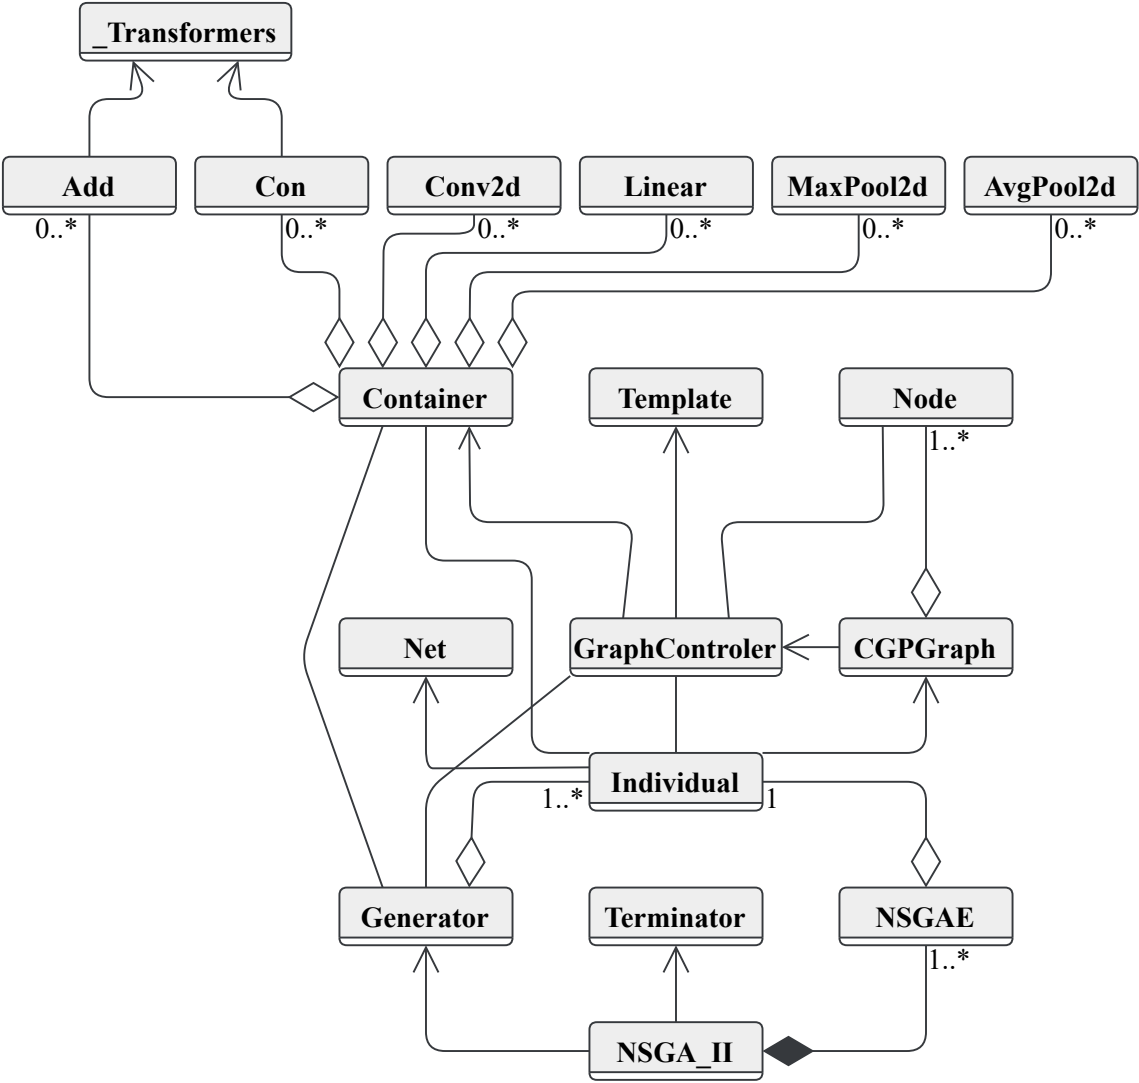 _Transformers
Add Con Conv2d Linear MaxPool2d AvgPool2d
0..* 0..* 0..* 0..* 0..* 0..*
Container Template Node
1..*
Net GraphControler CGPGraph
Individual
1..* 1
Generator Terminator NSGAE
1..*
NSGA_II